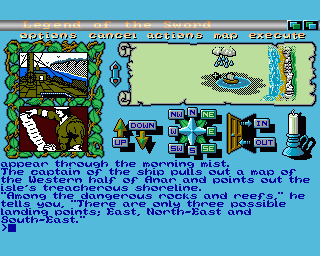 Legend of the Sword
options cancel actions map execute
NW N NE
DOWN
IN
W E
UP
OUT
SW S SE
appear through the morning mist.
The captain of the ship pulls out a map of
the Western half of Anar and points out the
isle's treacherous shoreline.
"Among the dangerous rocks and reefs," he
tells you, "There are only three possible
landing points; East, North-East and
South-East."
>